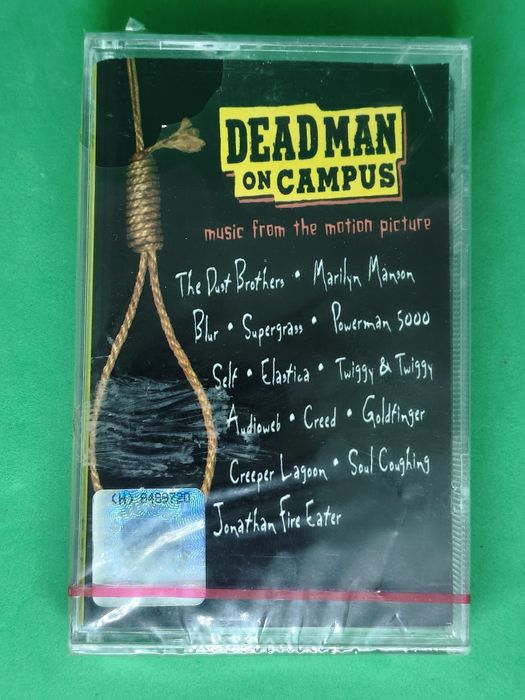 DEAD MAN
ON CAMPUS
music from the motion picture
The Dust Brothers • Marilyn Manson
Blur • Supergrass • Powerman 5000
Self • Elastica • Twiggy & Twiggy
Audioweb • Creed • Goldfinger
Creeper Lagoon • Soul Coughing
Jonathan Fire Eater
(H) 8489720